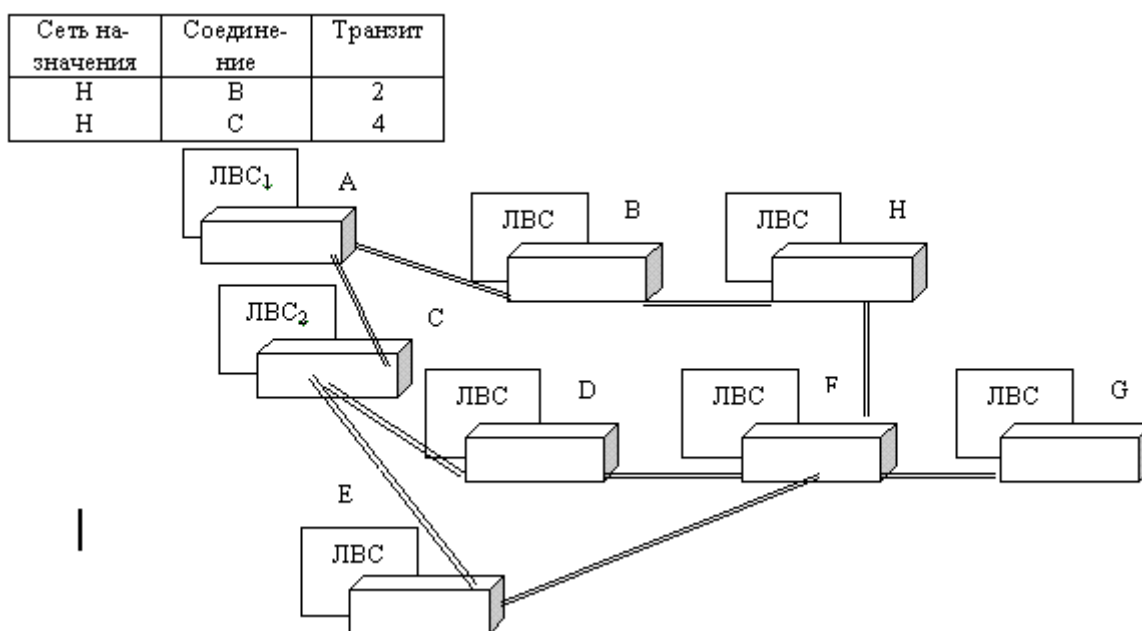 Сеть на- Соедине- Транзит
значения ние
Н В 2
Н С 4
ЛВС1 А
ЛВС В ЛВС Н
ЛВС2 С
ЛВС D ЛВС F ЛВС G
E
ЛВС